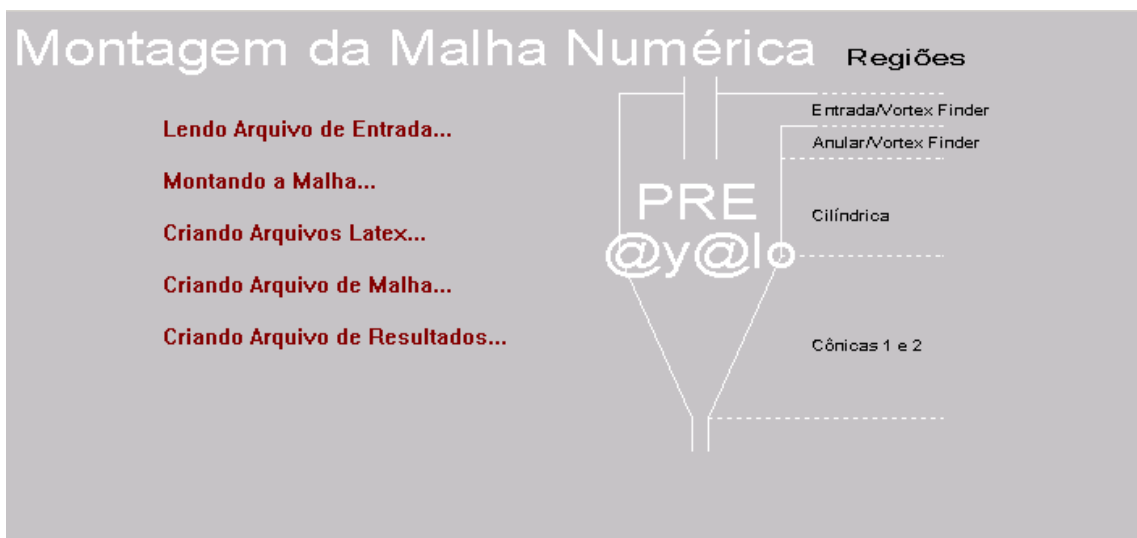 Montagem da Malha Numérica
Regiões
Lendo Arquivo de Entrada...
Montando a Malha...
Criando Arquivos Latex...
Criando Arquivo de Malha...
Criando Arquivo de Resultados...
PRE
@y@lo
Entrada/Vortex Finder
Anular/Vortex Finder
Cilíndrica
Cônicas 1 e 2